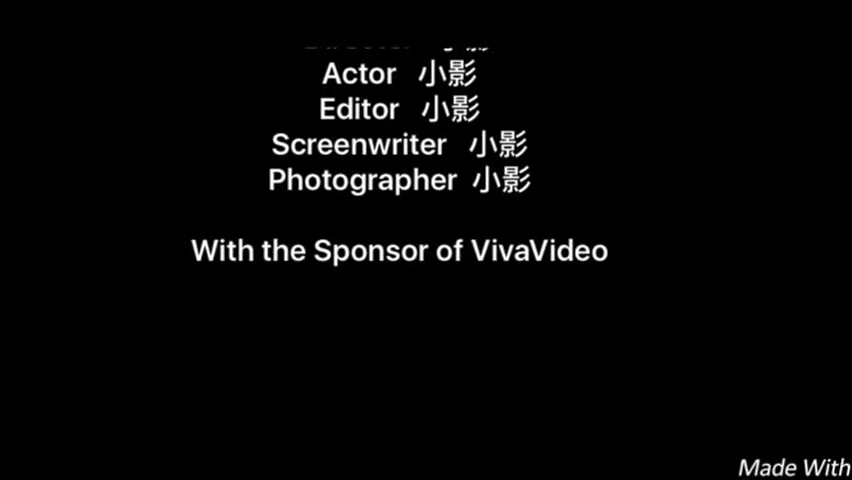 Actor 小影
Editor 小影
Screenwriter 小影
Photographer 小影
With the Sponsor of VivaVideo
Made With